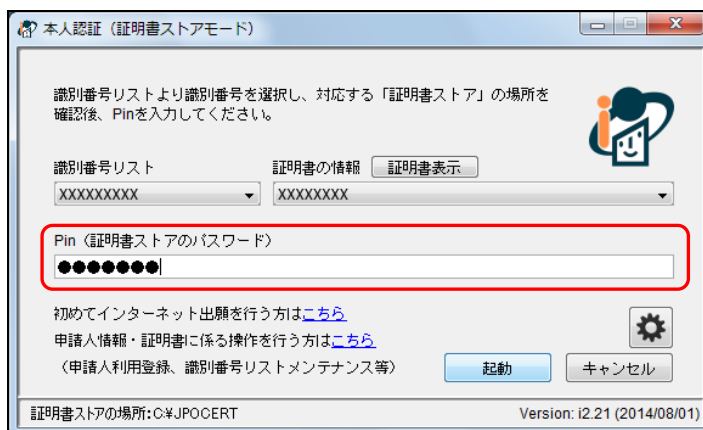 本人認証（証明書ストアモード）
識別番号リストより識別番号を選択し、対応する「証明書ストア」の場所を
確認後、Pinを入力してください。
識別番号リスト
証明書の情報
証明書表示
XXXXXXXXX
XXXXXXXX
Pin（証明書ストアのパスワード）
●●●●●●●
初めてインターネット出願を行う方はこちら
申請人情報・証明書に係る操作を行う方はこちら
（申請人利用登録、識別番号リストメンテナンス等）
起動
キャンセル
証明書ストアの場所:C:¥JPOCERT
Version: i2.21 (2014/08/01)